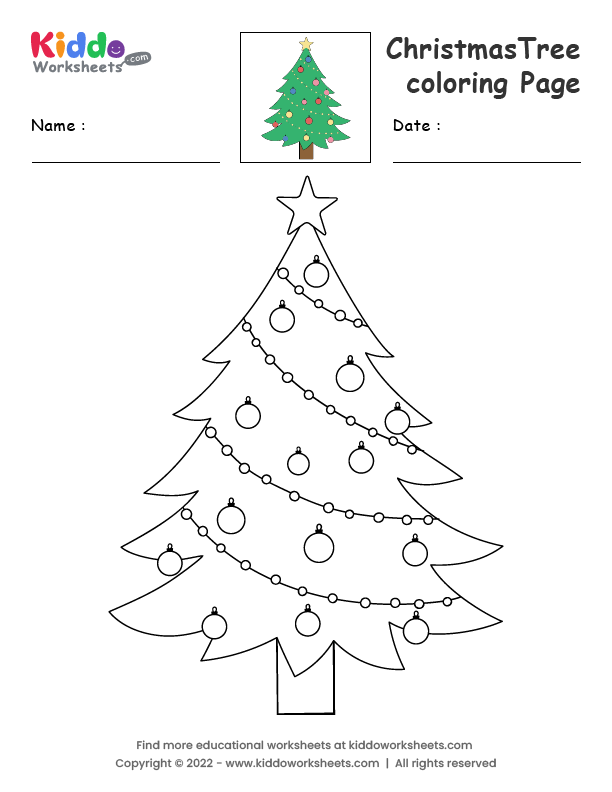 Kiddo
Worksheets.com
ChristmasTree
coloring Page
Name :
Date :
Find more educational worksheets at kiddoworksheets.com
Copyright © 2022 - www.kiddoworksheets.com | All rights reserved